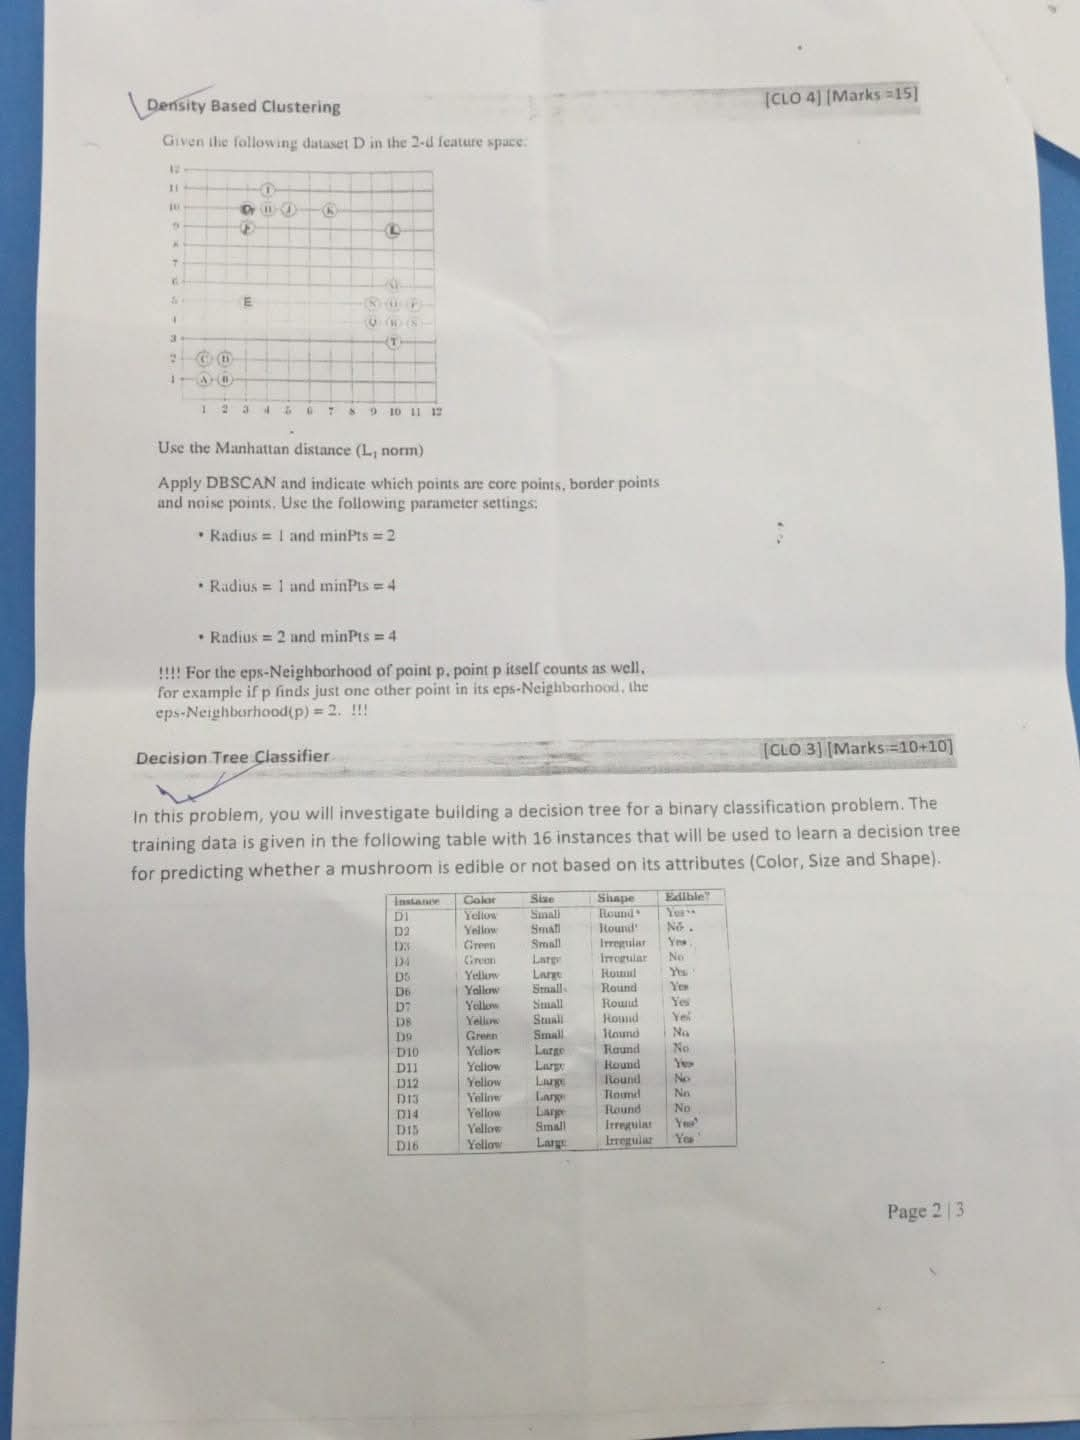 Density Based Clustering [CLO 4] [Marks =15]
Given the following dataset D in the 2-d feature space:
12
11 I
10 H J K
9 F L
8
7
6
5 E N O P
4 Q R S
3 T
2 C D
1 A B
1 2 3 4 5 6 7 8 9 10 11 12
Use the Manhattan distance (L1 norm)
Apply DBSCAN and indicate which points are core points, border points
and noise points. Use the following parameter settings:
• Radius = 1 and minPts = 2
• Radius = 1 and minPts = 4
• Radius = 2 and minPts = 4
!!!! For the eps-Neighborhood of point p, point p itself counts as well,
for example if p finds just one other point in its eps-Neighborhood, the
eps-Neighborhood(p) = 2. !!!
Decision Tree Classifier [CLO 3] [Marks=10+10]
In this problem, you will investigate building a decision tree for a binary classification problem. The
training data is given in the following table with 16 instances that will be used to learn a decision tree
for predicting whether a mushroom is edible or not based on its attributes (Color, Size and Shape).
Instance Color Size Shape Edible?
D1 Yellow Small Round Yes
D2 Yellow Small Round No
D3 Green Small Irregular Yes
D4 Green Large Irregular No
D5 Yellow Large Round Yes
D6 Yellow Small Round Yes
D7 Yellow Small Round Yes
D8 Yellow Small Round Yes
D9 Green Small Round No
D10 Yellow Large Round No
D11 Yellow Large Round Yes
D12 Yellow Large Round No
D13 Yellow Large Round No
D14 Yellow Large Round No
D15 Yellow Small Irregular Yes
D16 Yellow Large Irregular Yes
Page 2 | 3